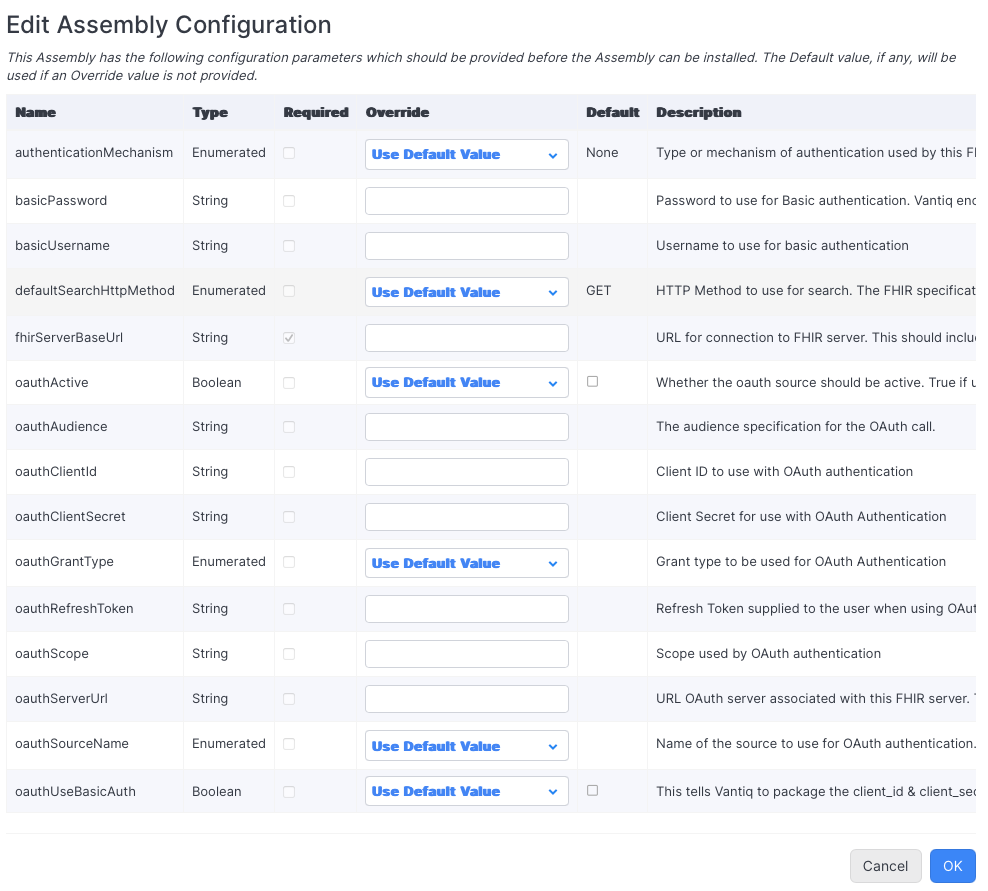 Edit Assembly Configuration
This Assembly has the following configuration parameters which should be provided before the Assembly can be installed. The Default value, if any, will be
used if an Override value is not provided.
Name Type Required Override Default Description
authenticationMechanism Enumerated Use Default Value None Type or mechanism of authentication used by this FH
basicPassword String Password to use for Basic authentication. Vantiq enc
basicUsername String Username to use for basic authentication
defaultSearchHttpMethod Enumerated Use Default Value GET HTTP Method to use for search. The FHIR specificat
fhirServerBaseUrl String URL for connection to FHIR server. This should inclu
oauthActive Boolean Use Default Value Whether the oauth source should be active. True if u
oauthAudience String The audience specification for the OAuth call.
oauthClientId String Client ID to use with OAuth authentication
oauthClientSecret String Client Secret for use with OAuth Authentication
oauthGrantType Enumerated Use Default Value Grant type to be used for OAuth Authentication
oauthRefreshToken String Refresh Token supplied to the user when using OAut
oauthScope String Scope used by OAuth authentication
oauthServerUrl String URL OAuth server associated with this FHIR server.
oauthSourceName Enumerated Use Default Value Name of the source to use for OAuth authentication.
oauthUseBasicAuth Boolean Use Default Value This tells Vantiq to package the client_id & client_sec
Cancel OK